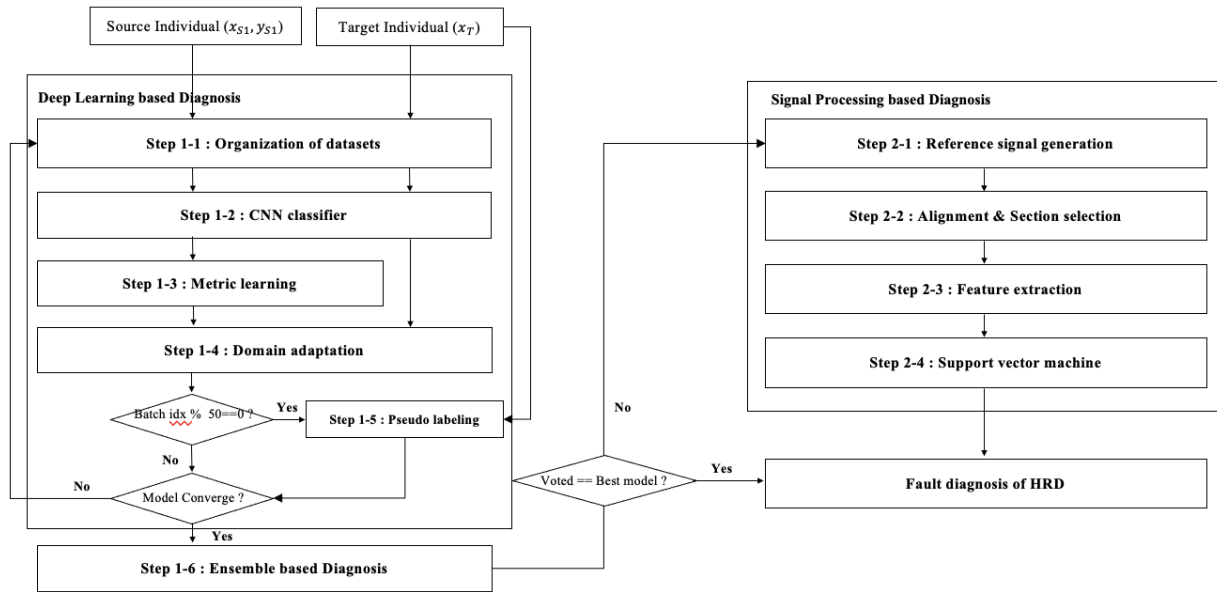 Source Individual (x_{S1}, y_{S1})
Target Individual (x_T)
Deep Learning based Diagnosis
Step 1-1 : Organization of datasets
Step 1-2 : CNN classifier
Step 1-3 : Metric learning
Step 1-4 : Domain adaptation
Batch idx % 50==0 ?
Yes
Step 1-5 : Pseudo labeling
No
No
Model Converge ?
Yes
Step 1-6 : Ensemble based Diagnosis
No
Voted == Best model ?
Yes
Signal Processing based Diagnosis
Step 2-1 : Reference signal generation
Step 2-2 : Alignment & Section selection
Step 2-3 : Feature extraction
Step 2-4 : Support vector machine
Fault diagnosis of HRD